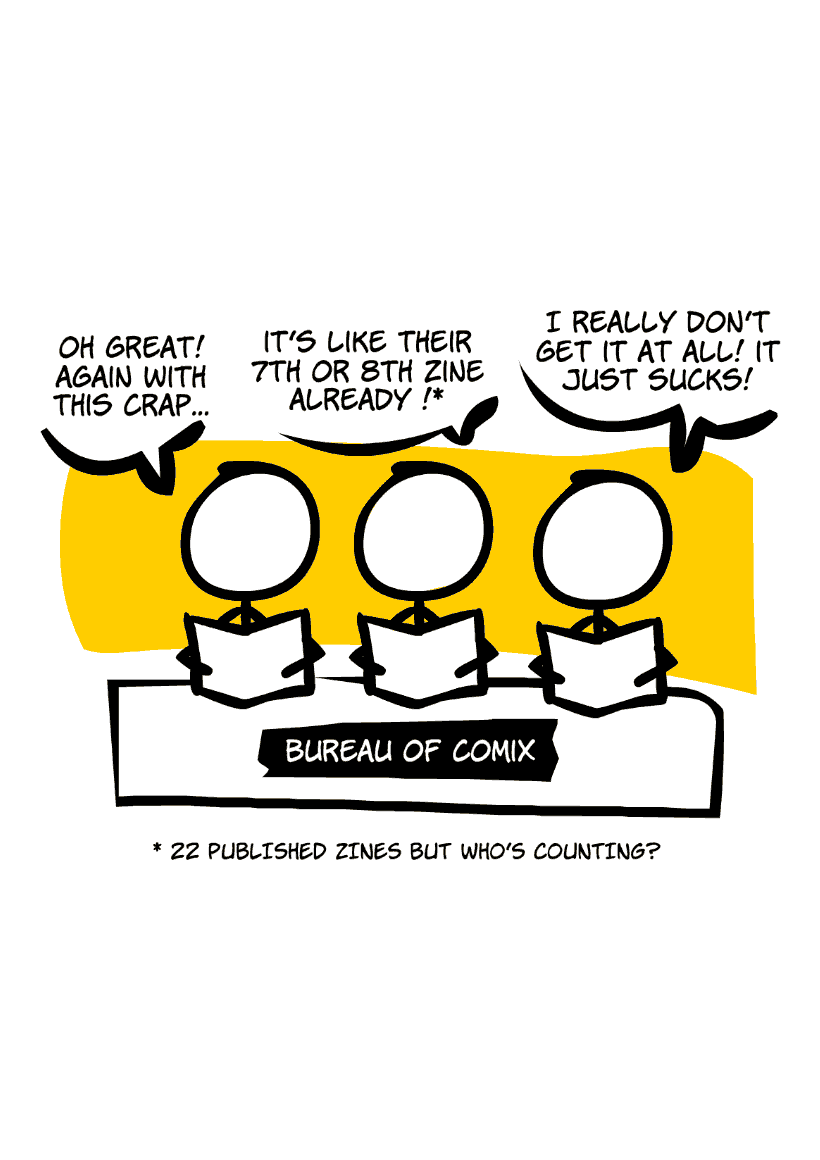 OH GREAT!
AGAIN WITH
THIS CRAP...
IT'S LIKE THEIR
7TH OR 8TH ZINE
ALREADY !*
I REALLY DON'T
GET IT AT ALL! IT
JUST SUCKS!
BUREAU OF COMIX
* 22 PUBLISHED ZINES BUT WHO'S COUNTING?